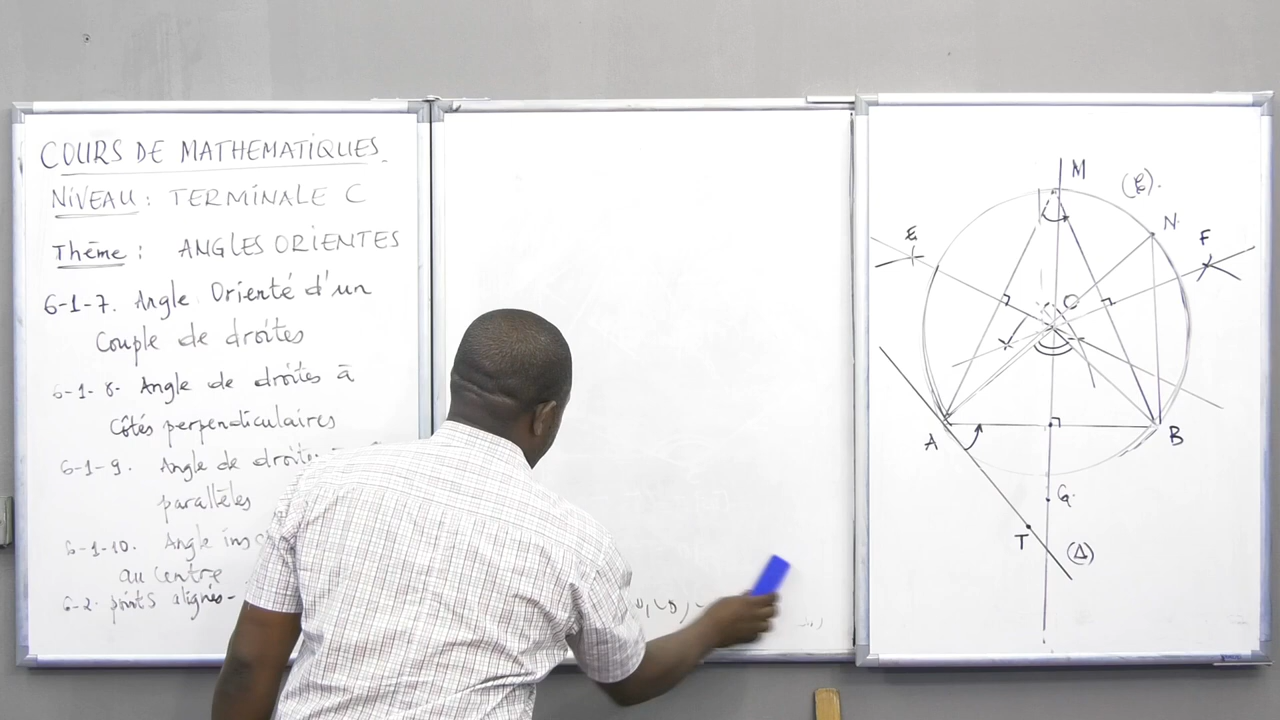 COURS DE MATHEMATIQUES
NIVEAU : TERMINALE C
Thème : ANGLES ORIENTES
6-1-7. Angle Orienté d'un
Couple de droites
6-1-8. Angle de droites à
Côtés perpendiculaires
6-1-9. Angle de droites
parallèles
6-1-10. Angle insc
au centre
6-2. points alignés-
M
(C).
E
N.
F
O
A
B
G.
T
(Δ)